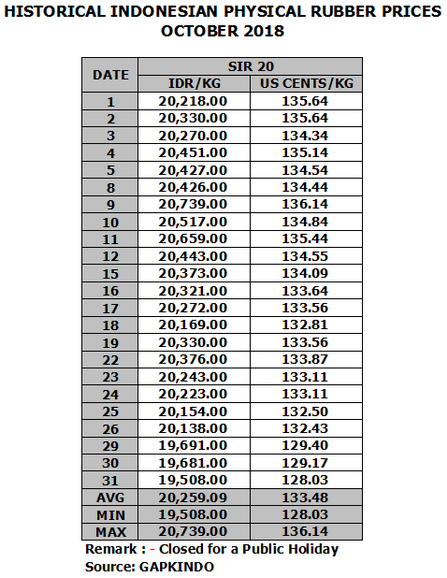 HISTORICAL INDONESIAN PHYSICAL RUBBER PRICES
OCTOBER 2018
DATE SIR 20
IDR/KG US CENTS/KG
1 20,218.00 135.64
2 20,330.00 135.64
3 20,270.00 134.34
4 20,451.00 135.14
5 20,427.00 134.54
8 20,426.00 134.44
9 20,739.00 136.14
10 20,517.00 134.84
11 20,659.00 135.44
12 20,443.00 134.55
15 20,373.00 134.09
16 20,321.00 133.64
17 20,272.00 133.56
18 20,169.00 132.81
19 20,330.00 133.56
22 20,376.00 133.87
23 20,243.00 133.11
24 20,223.00 133.11
25 20,154.00 132.50
26 20,138.00 132.43
29 19,691.00 129.40
30 19,681.00 129.17
31 19,508.00 128.03
AVG 20,259.09 133.48
MIN 19,508.00 128.03
MAX 20,739.00 136.14
Remark : - Closed for a Public Holiday
Source: GAPKINDO